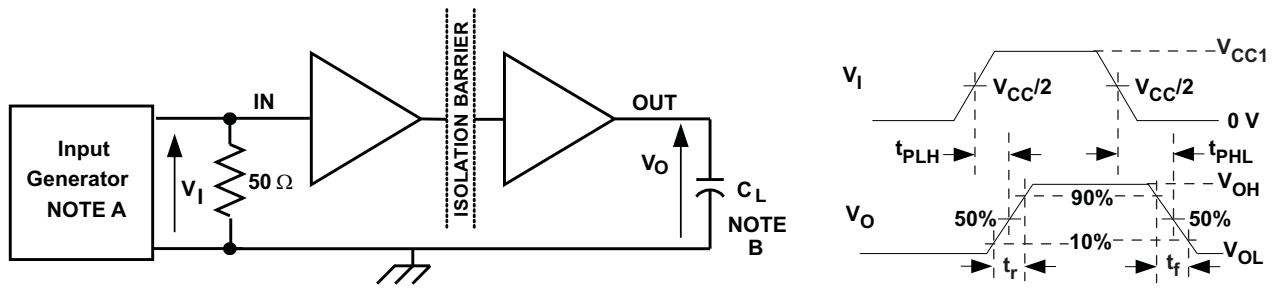 Input
Generator
NOTE A
V_I
50 Ω
IN
ISOLATION BARRIER
OUT
V_O
C_L
NOTE
B
V_I
V_CC/2
V_CC/2
V_CC1
0 V
t_PLH
t_PHL
V_O
50%
90%
10%
50%
V_OH
V_OL
t_r
t_f